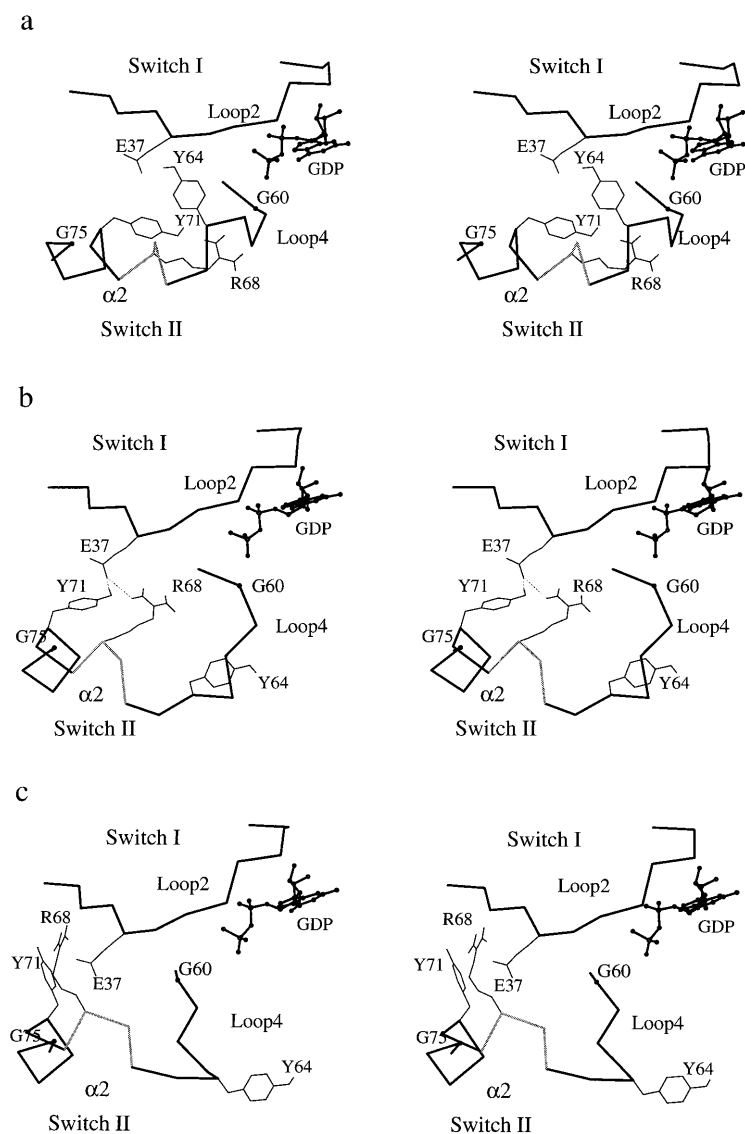 a
Switch I
Switch I
Loop2
Loop2
E37
Y64
GDP
E37
Y64
GDP
G60
G60
G75
Y71
Loop4
G75
Y71
Loop4
α2
R68
α2
R68
Switch II
Switch II
b
Switch I
Switch I
Loop2
Loop2
GDP
GDP
E37
E37
Y71
R68
G60
Y71
R68
G60
G75
Loop4
G75
Loop4
α2
Y64
α2
Y64
Switch II
Switch II
c
Switch I
Switch I
Loop2
Loop2
R68
GDP
R68
GDP
Y71
E37
G60
Y71
E37
G60
G75
Loop4
G75
Loop4
α2
Y64
α2
Y64
Switch II
Switch II